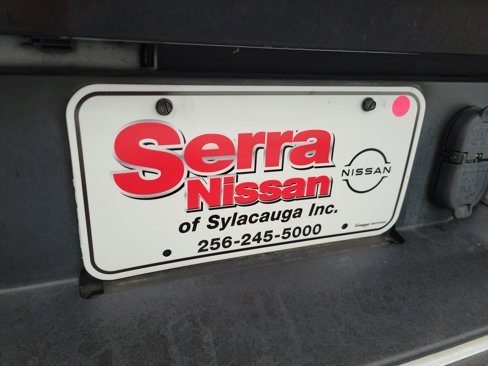 Serra
Nissan
NISSAN
of Sylacauga Inc.
256-245-5000